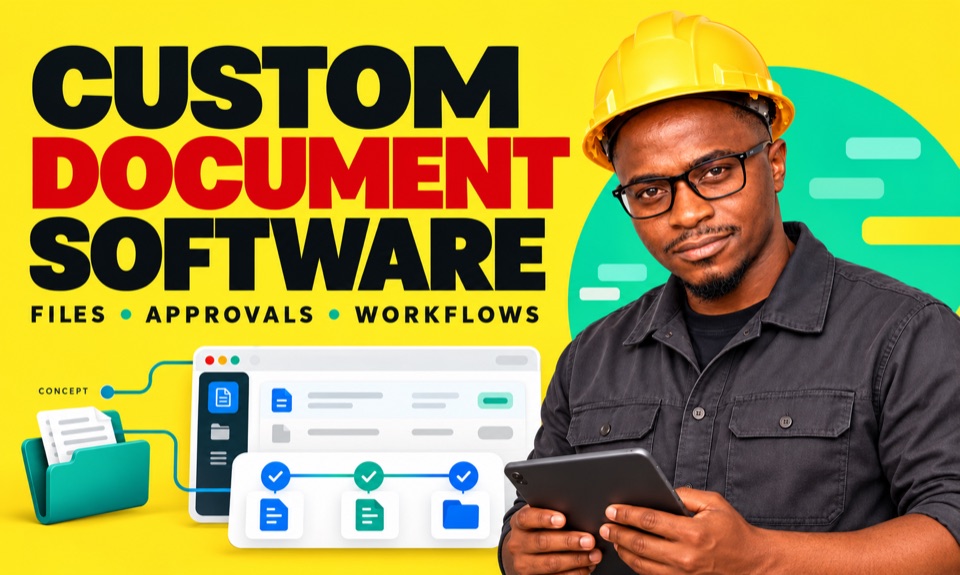 CUSTOM
DOCUMENT
SOFTWARE
FILES • APPROVALS • WORKFLOWS
CONCEPT